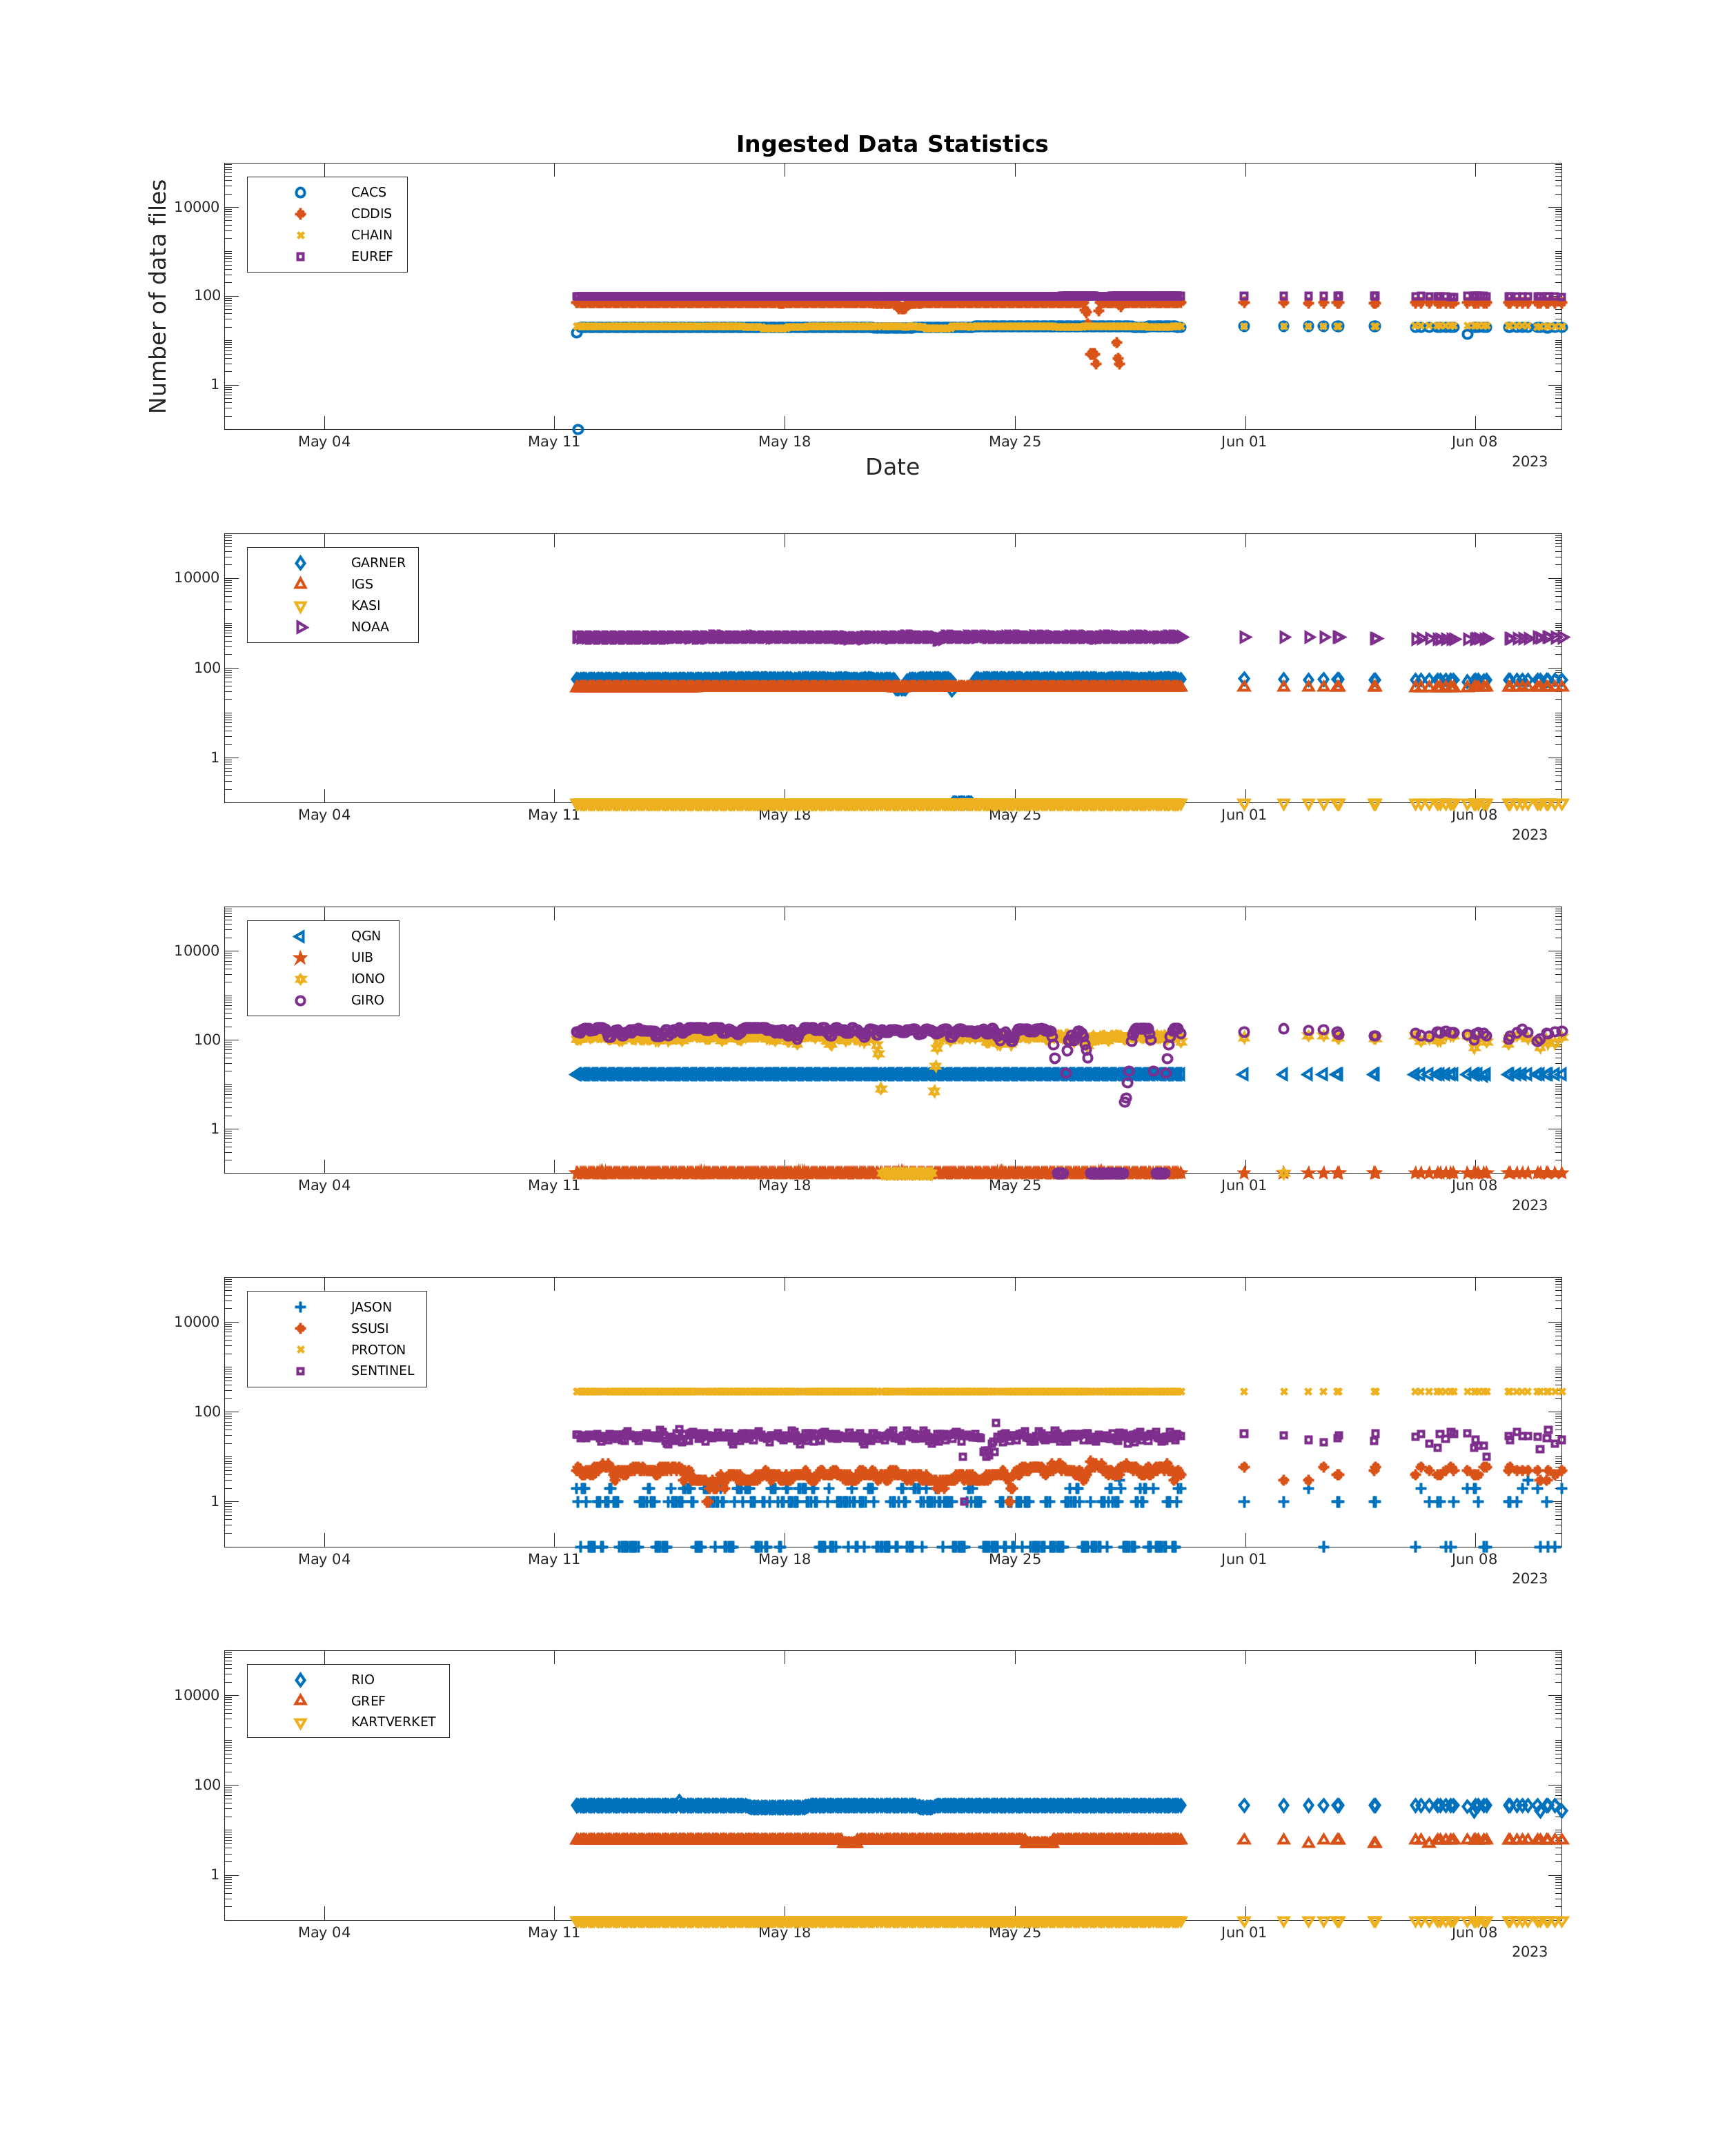 Ingested Data Statistics
Number of data files
CACS
CDDIS
CHAIN
EUREF
10000
100
1
May 04 May 11 May 18 May 25 Jun 01 Jun 08
2023
Date
GARNER
IGS
KASI
NOAA
10000
100
1
May 04 May 11 May 18 May 25 Jun 01 Jun 08
2023
QGN
UIB
IONO
GIRO
10000
100
1
May 04 May 11 May 18 May 25 Jun 01 Jun 08
2023
JASON
SSUSI
PROTON
SENTINEL
10000
100
1
May 04 May 11 May 18 May 25 Jun 01 Jun 08
2023
RIO
GREF
KARTVERKET
10000
100
1
May 04 May 11 May 18 May 25 Jun 01 Jun 08
2023